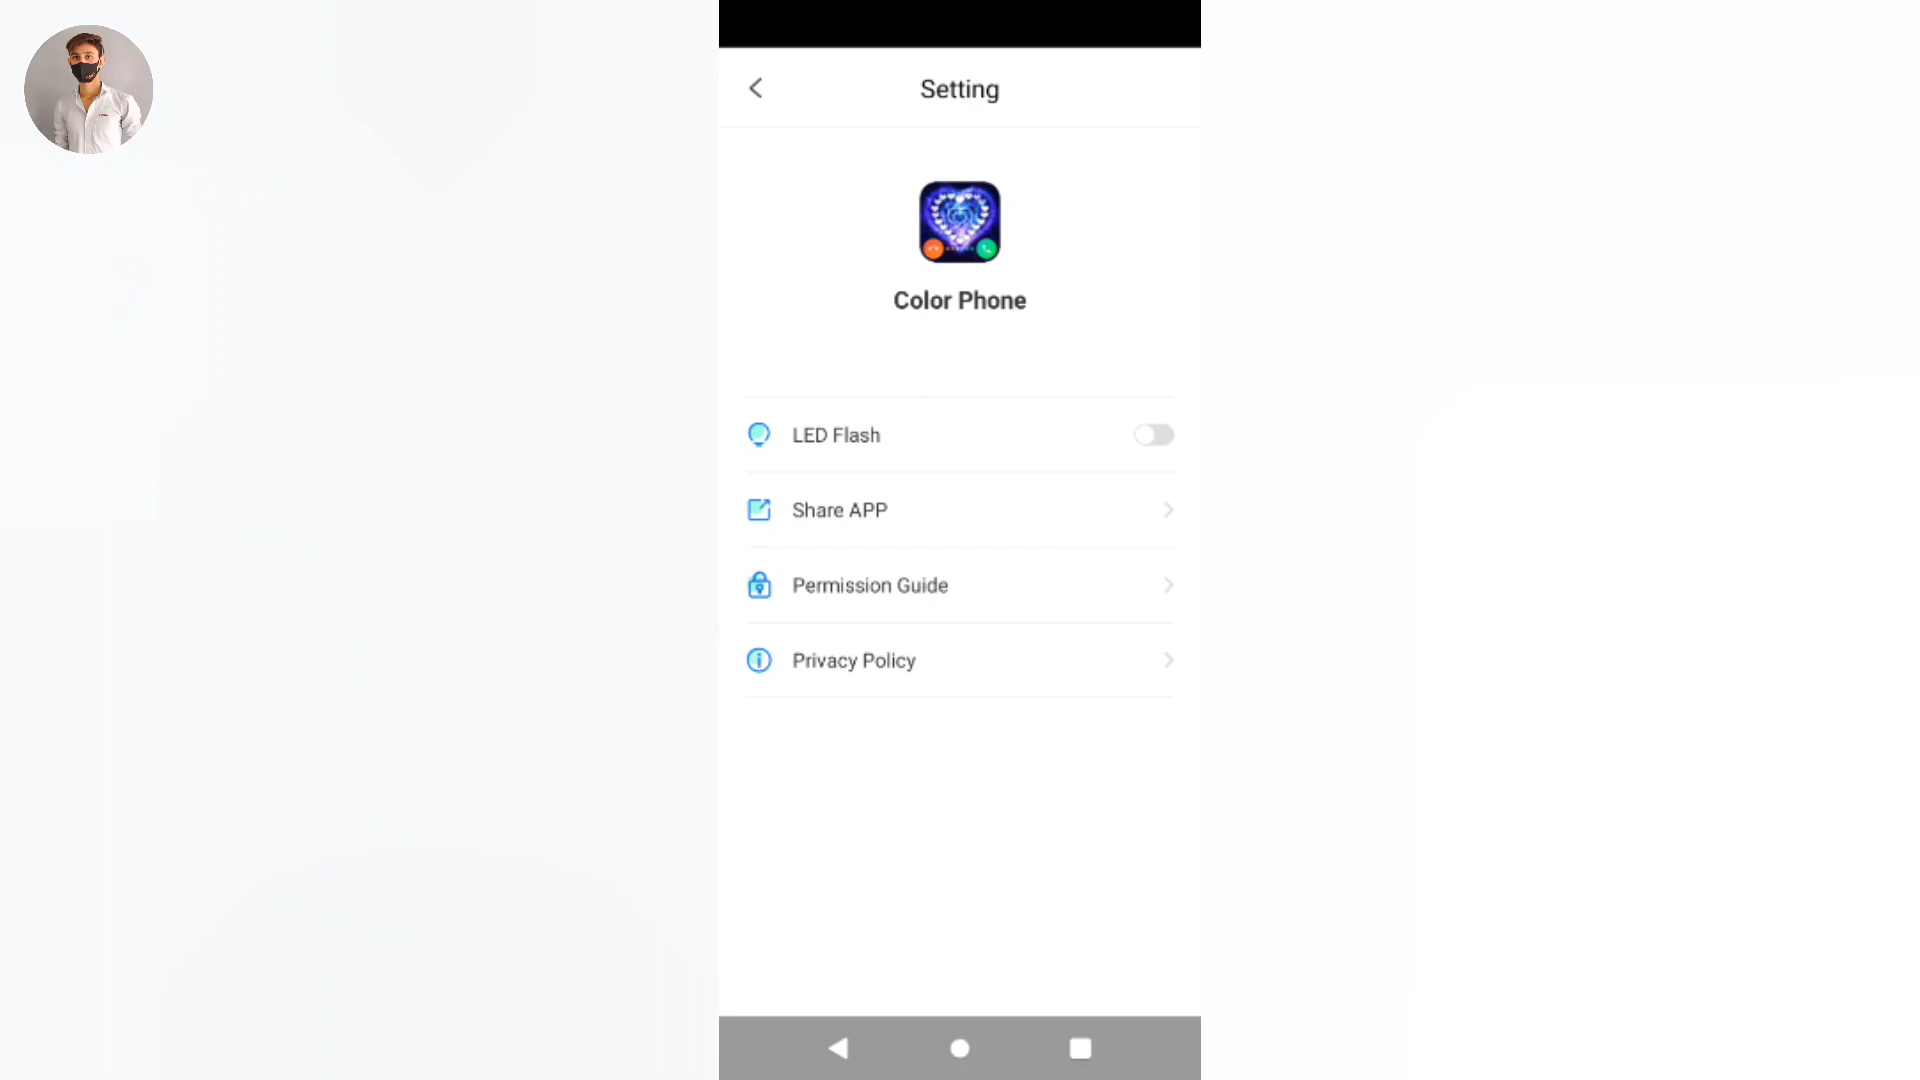 Setting
Color Phone
LED Flash
Share APP
Permission Guide
Privacy Policy